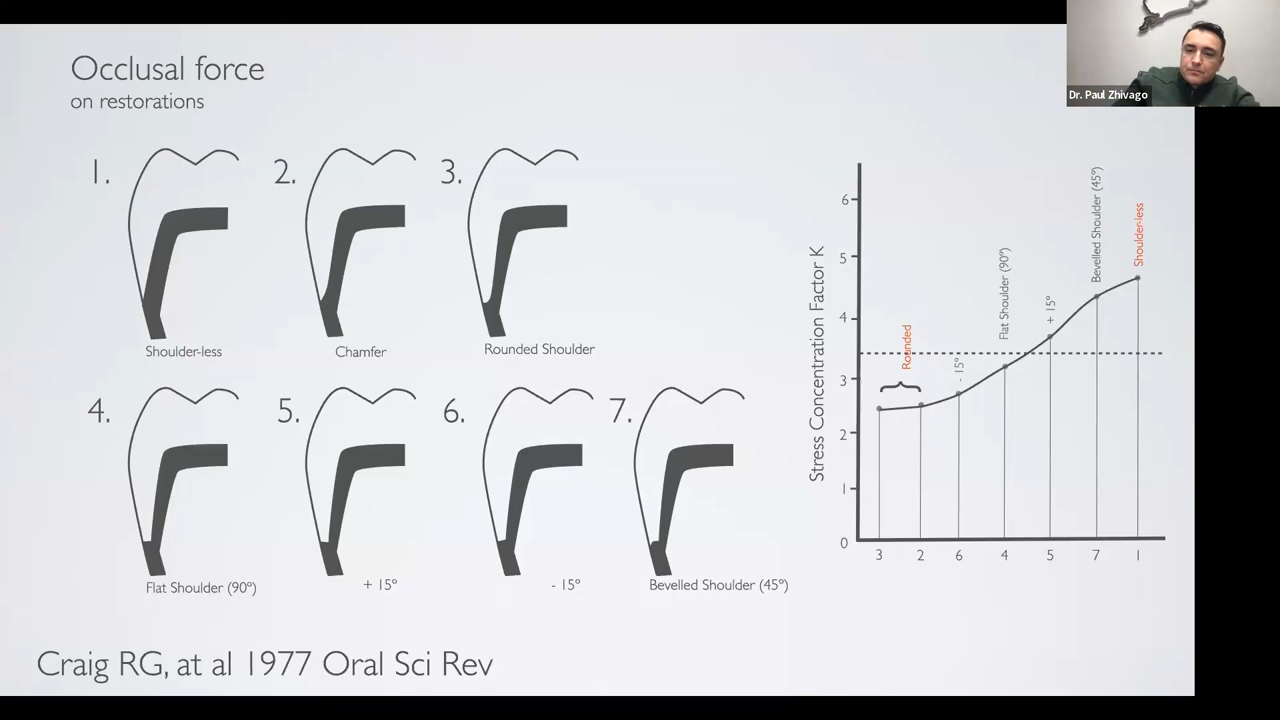 Occlusal force
on restorations
Dr. Paul Zhivago
1.
2.
3.
Shoulder-less
Chamfer
Rounded Shoulder
4.
5.
6.
7.
Flat Shoulder (90º)
+ 15º
- 15º
Bevelled Shoulder (45º)
Stress Concentration Factor K
6
5
4
3
2
1
0
Rounded
- 15º
Flat Shoulder (90º)
+ 15º
Bevelled Shoulder (45º)
Shoulder-less
3 2 6 4 5 7 1
Craig RG, at al 1977 Oral Sci Rev